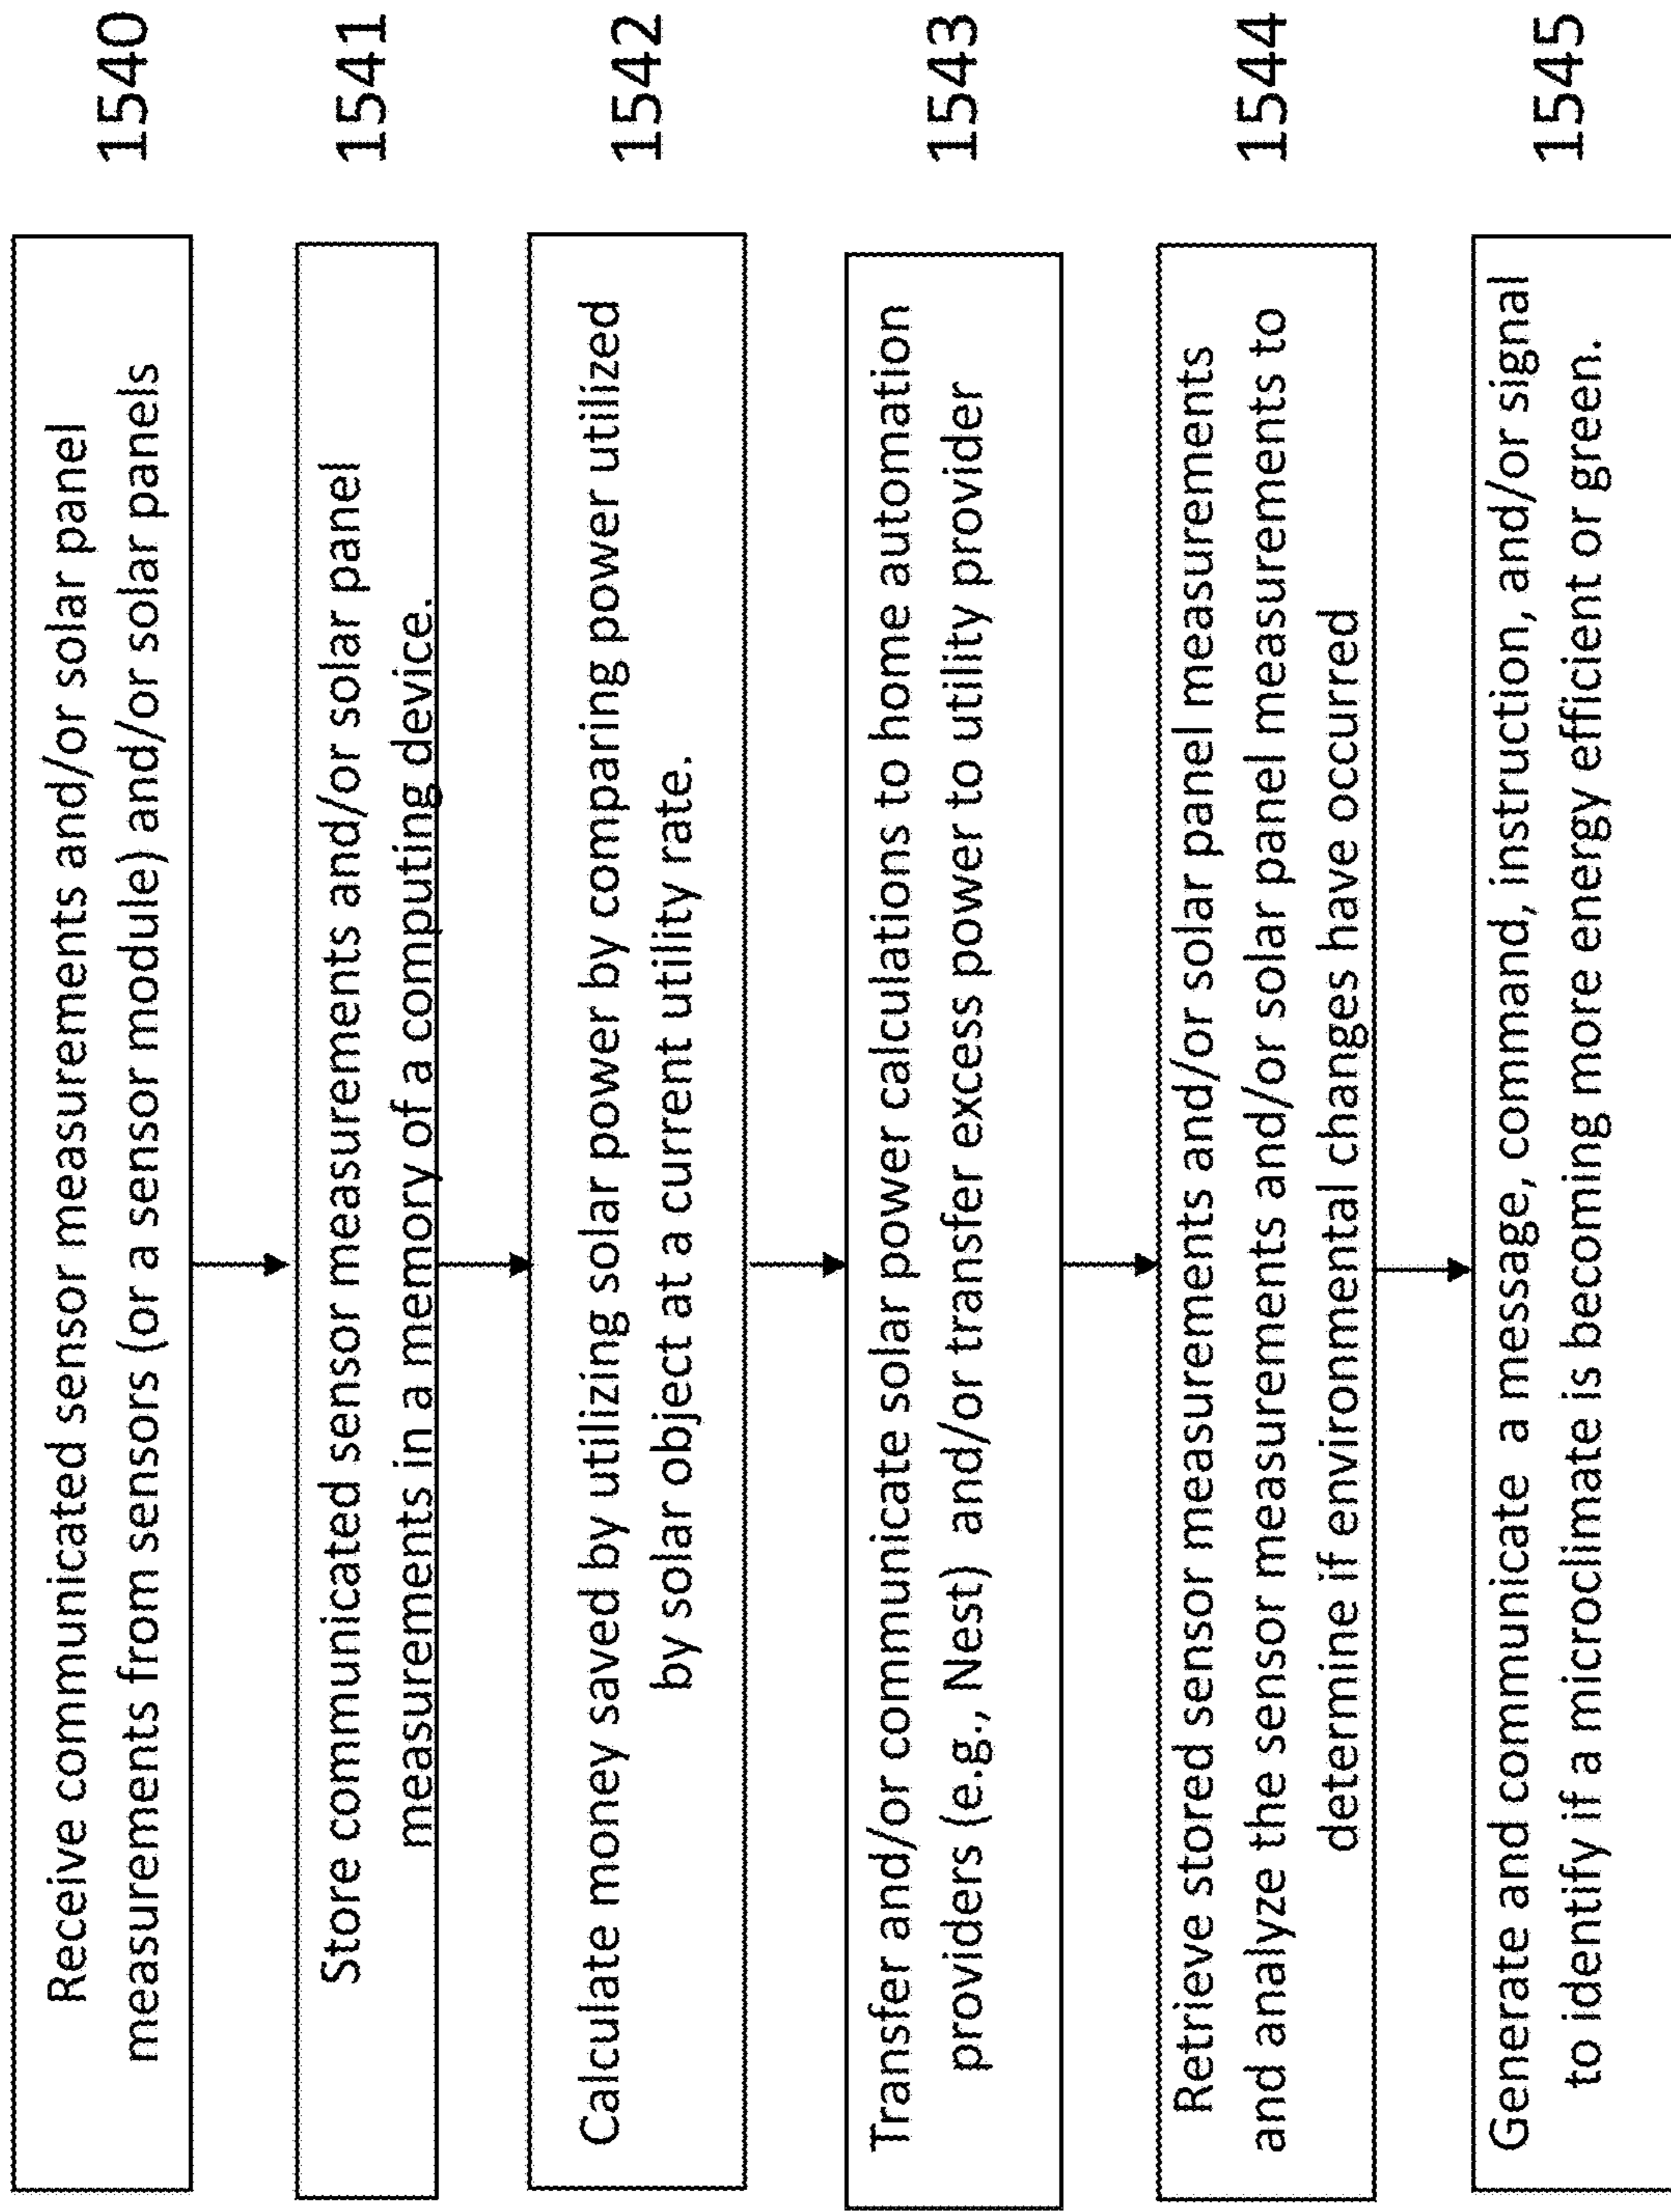 Receive communicated sensor measurements and/or solar panel
measurements from sensors (or a sensor module) and/or solar panels
1540
Store communicated sensor measurements and/or solar panel
measurements in a memory of a computing device.
1541
Calculate money saved by utilizing solar power by comparing power utilized
by solar object at a current utility rate.
1542
Transfer and/or communicate solar power calculations to home automation
providers (e.g., Nest) and/or transfer excess power to utility provider
1543
Retrieve stored sensor measurements and/or solar panel measurements
and analyze the sensor measurements and/or solar panel measurements to
determine if environmental changes have occurred
1544
Generate and communicate a message, command, instruction, and/or signal
to identify if a microclimate is becoming more energy efficient or green.
1545